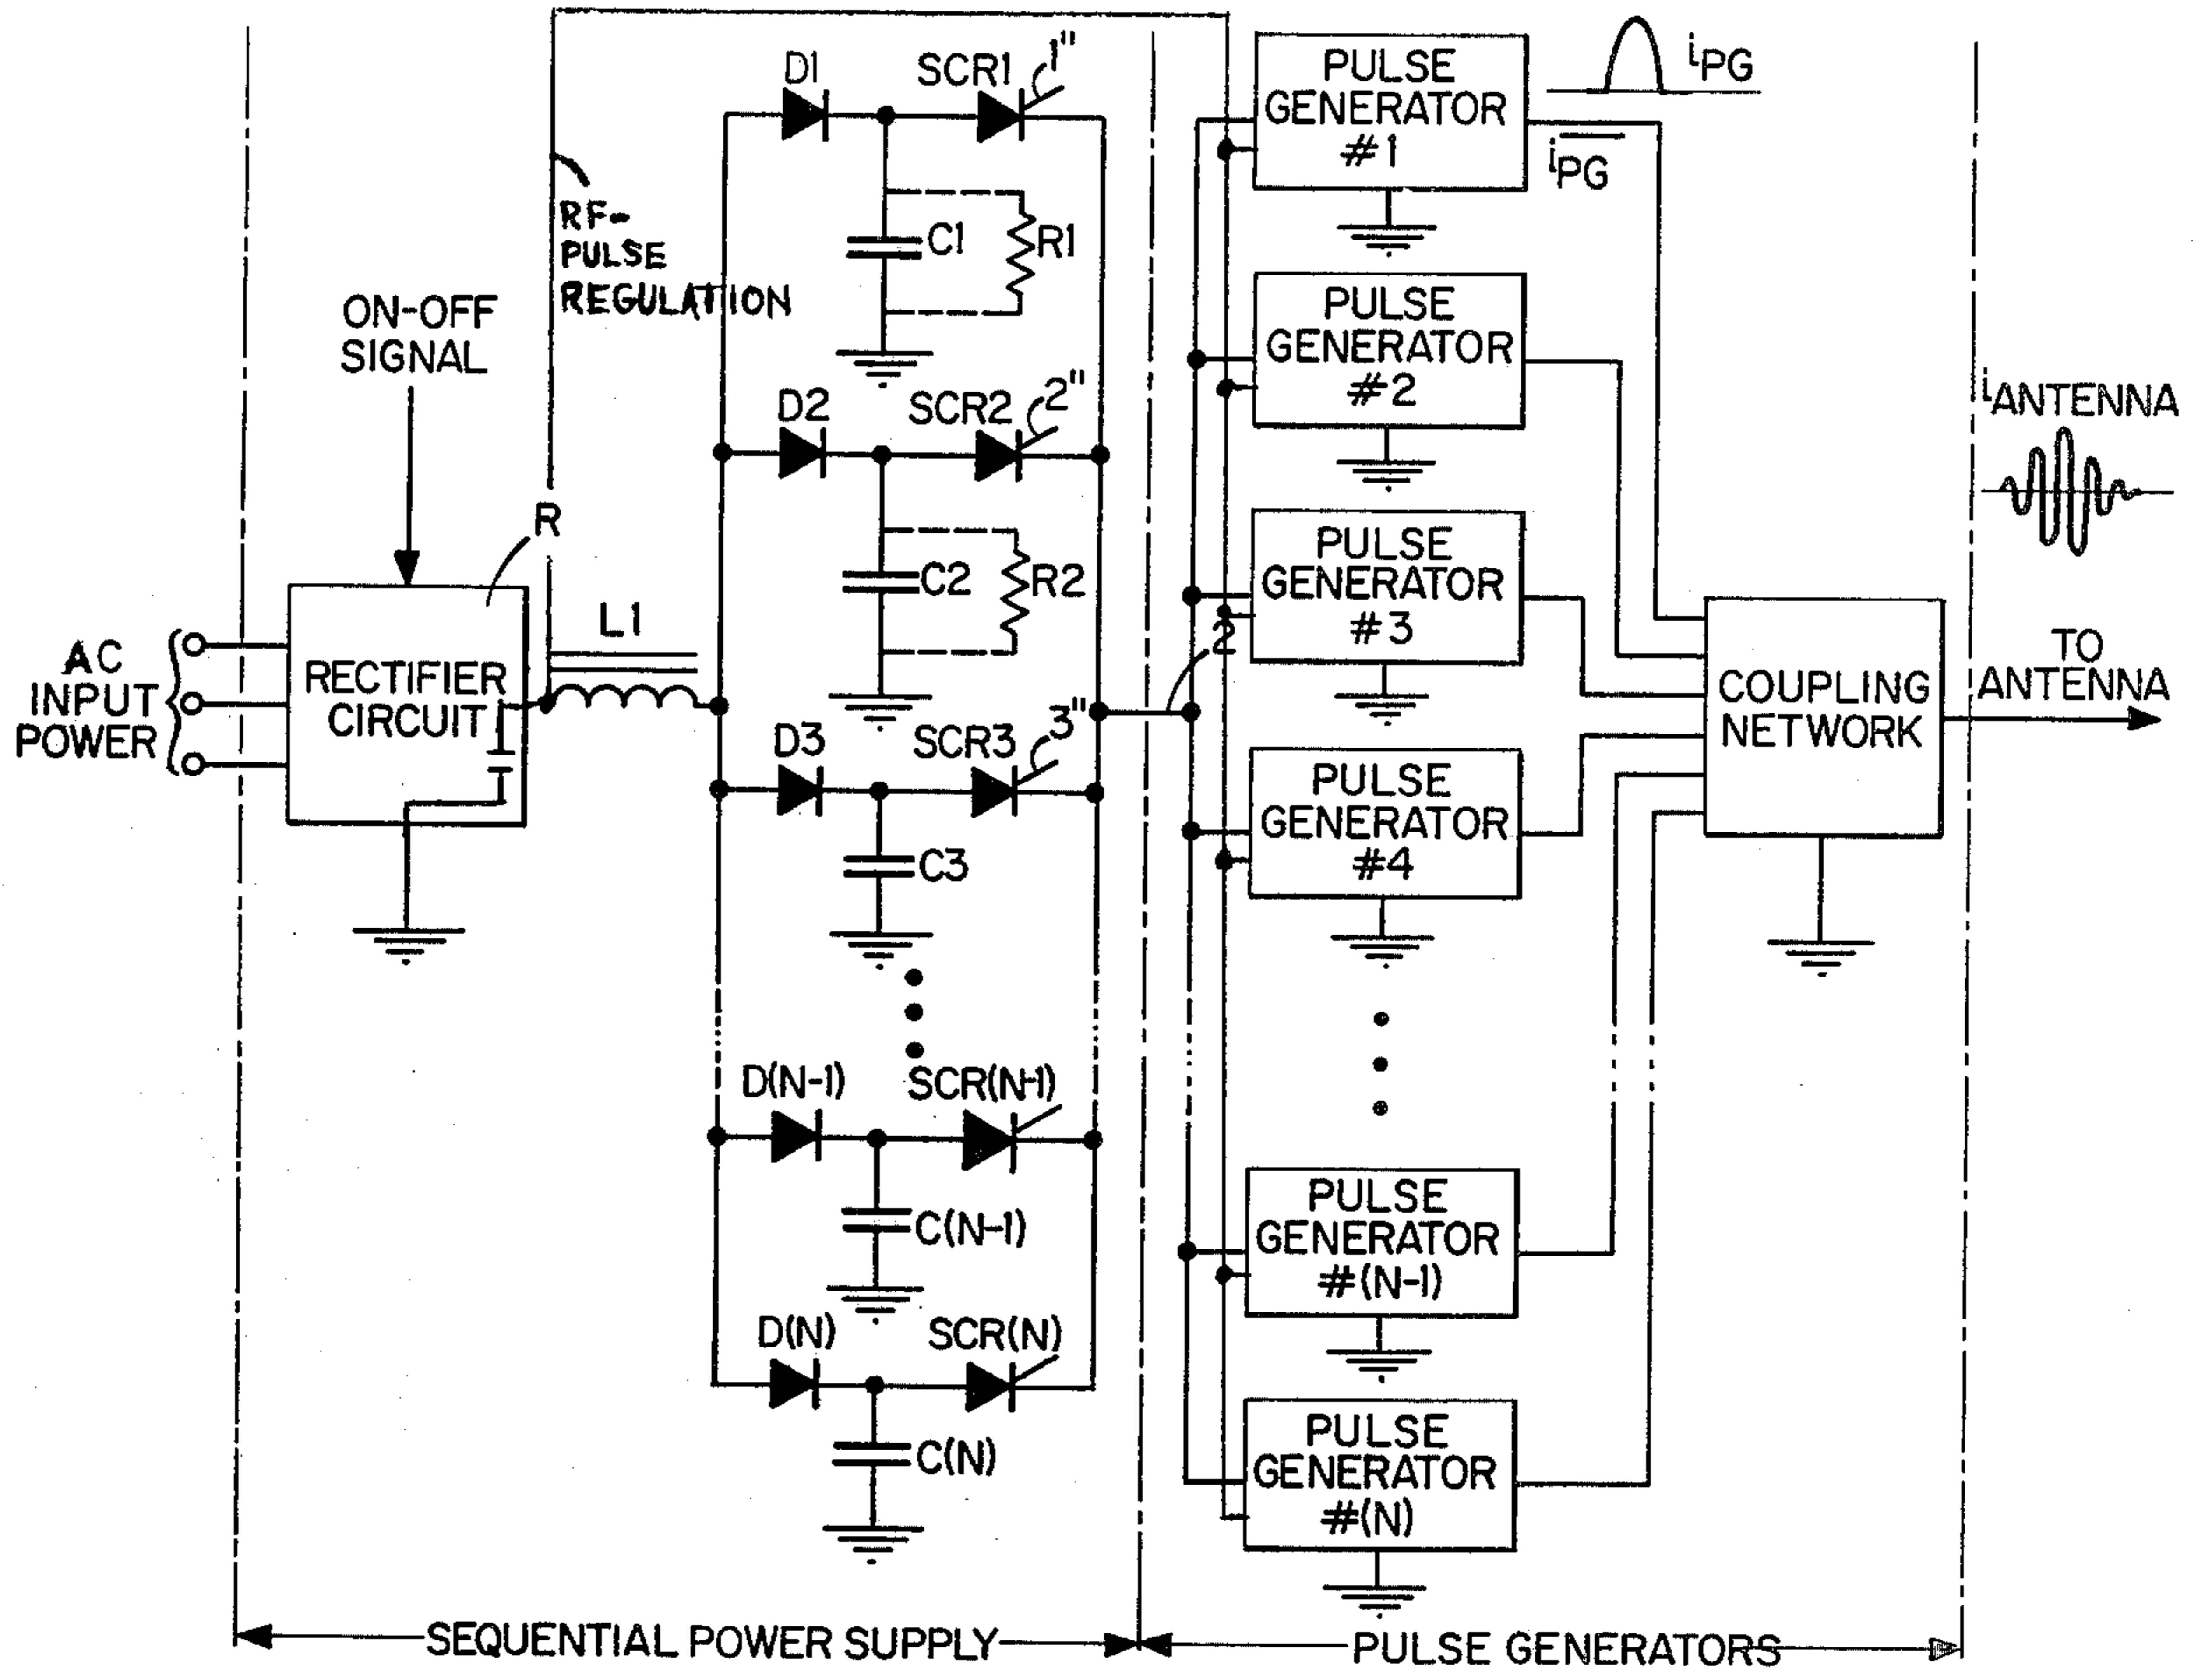 D1
SCR1
1"
PULSE
GENERATOR
#1
iPG
iPG
RF-
PULSE
REGULATION
C1
R1
ON-OFF
SIGNAL
PULSE
GENERATOR
#2
D2
SCR2
2"
iANTENNA
R
C2
R2
PULSE
GENERATOR
#3
2
AC
INPUT
POWER
RECTIFIER
CIRCUIT
L1
COUPLING
NETWORK
TO
ANTENNA
D3
SCR3
3"
PULSE
GENERATOR
#4
C3
D(N-1)
SCR(N-1)
C(N-1)
PULSE
GENERATOR
#(N-1)
D(N)
SCR(N)
C(N)
PULSE
GENERATOR
#(N)
SEQUENTIAL POWER SUPPLY
PULSE GENERATORS